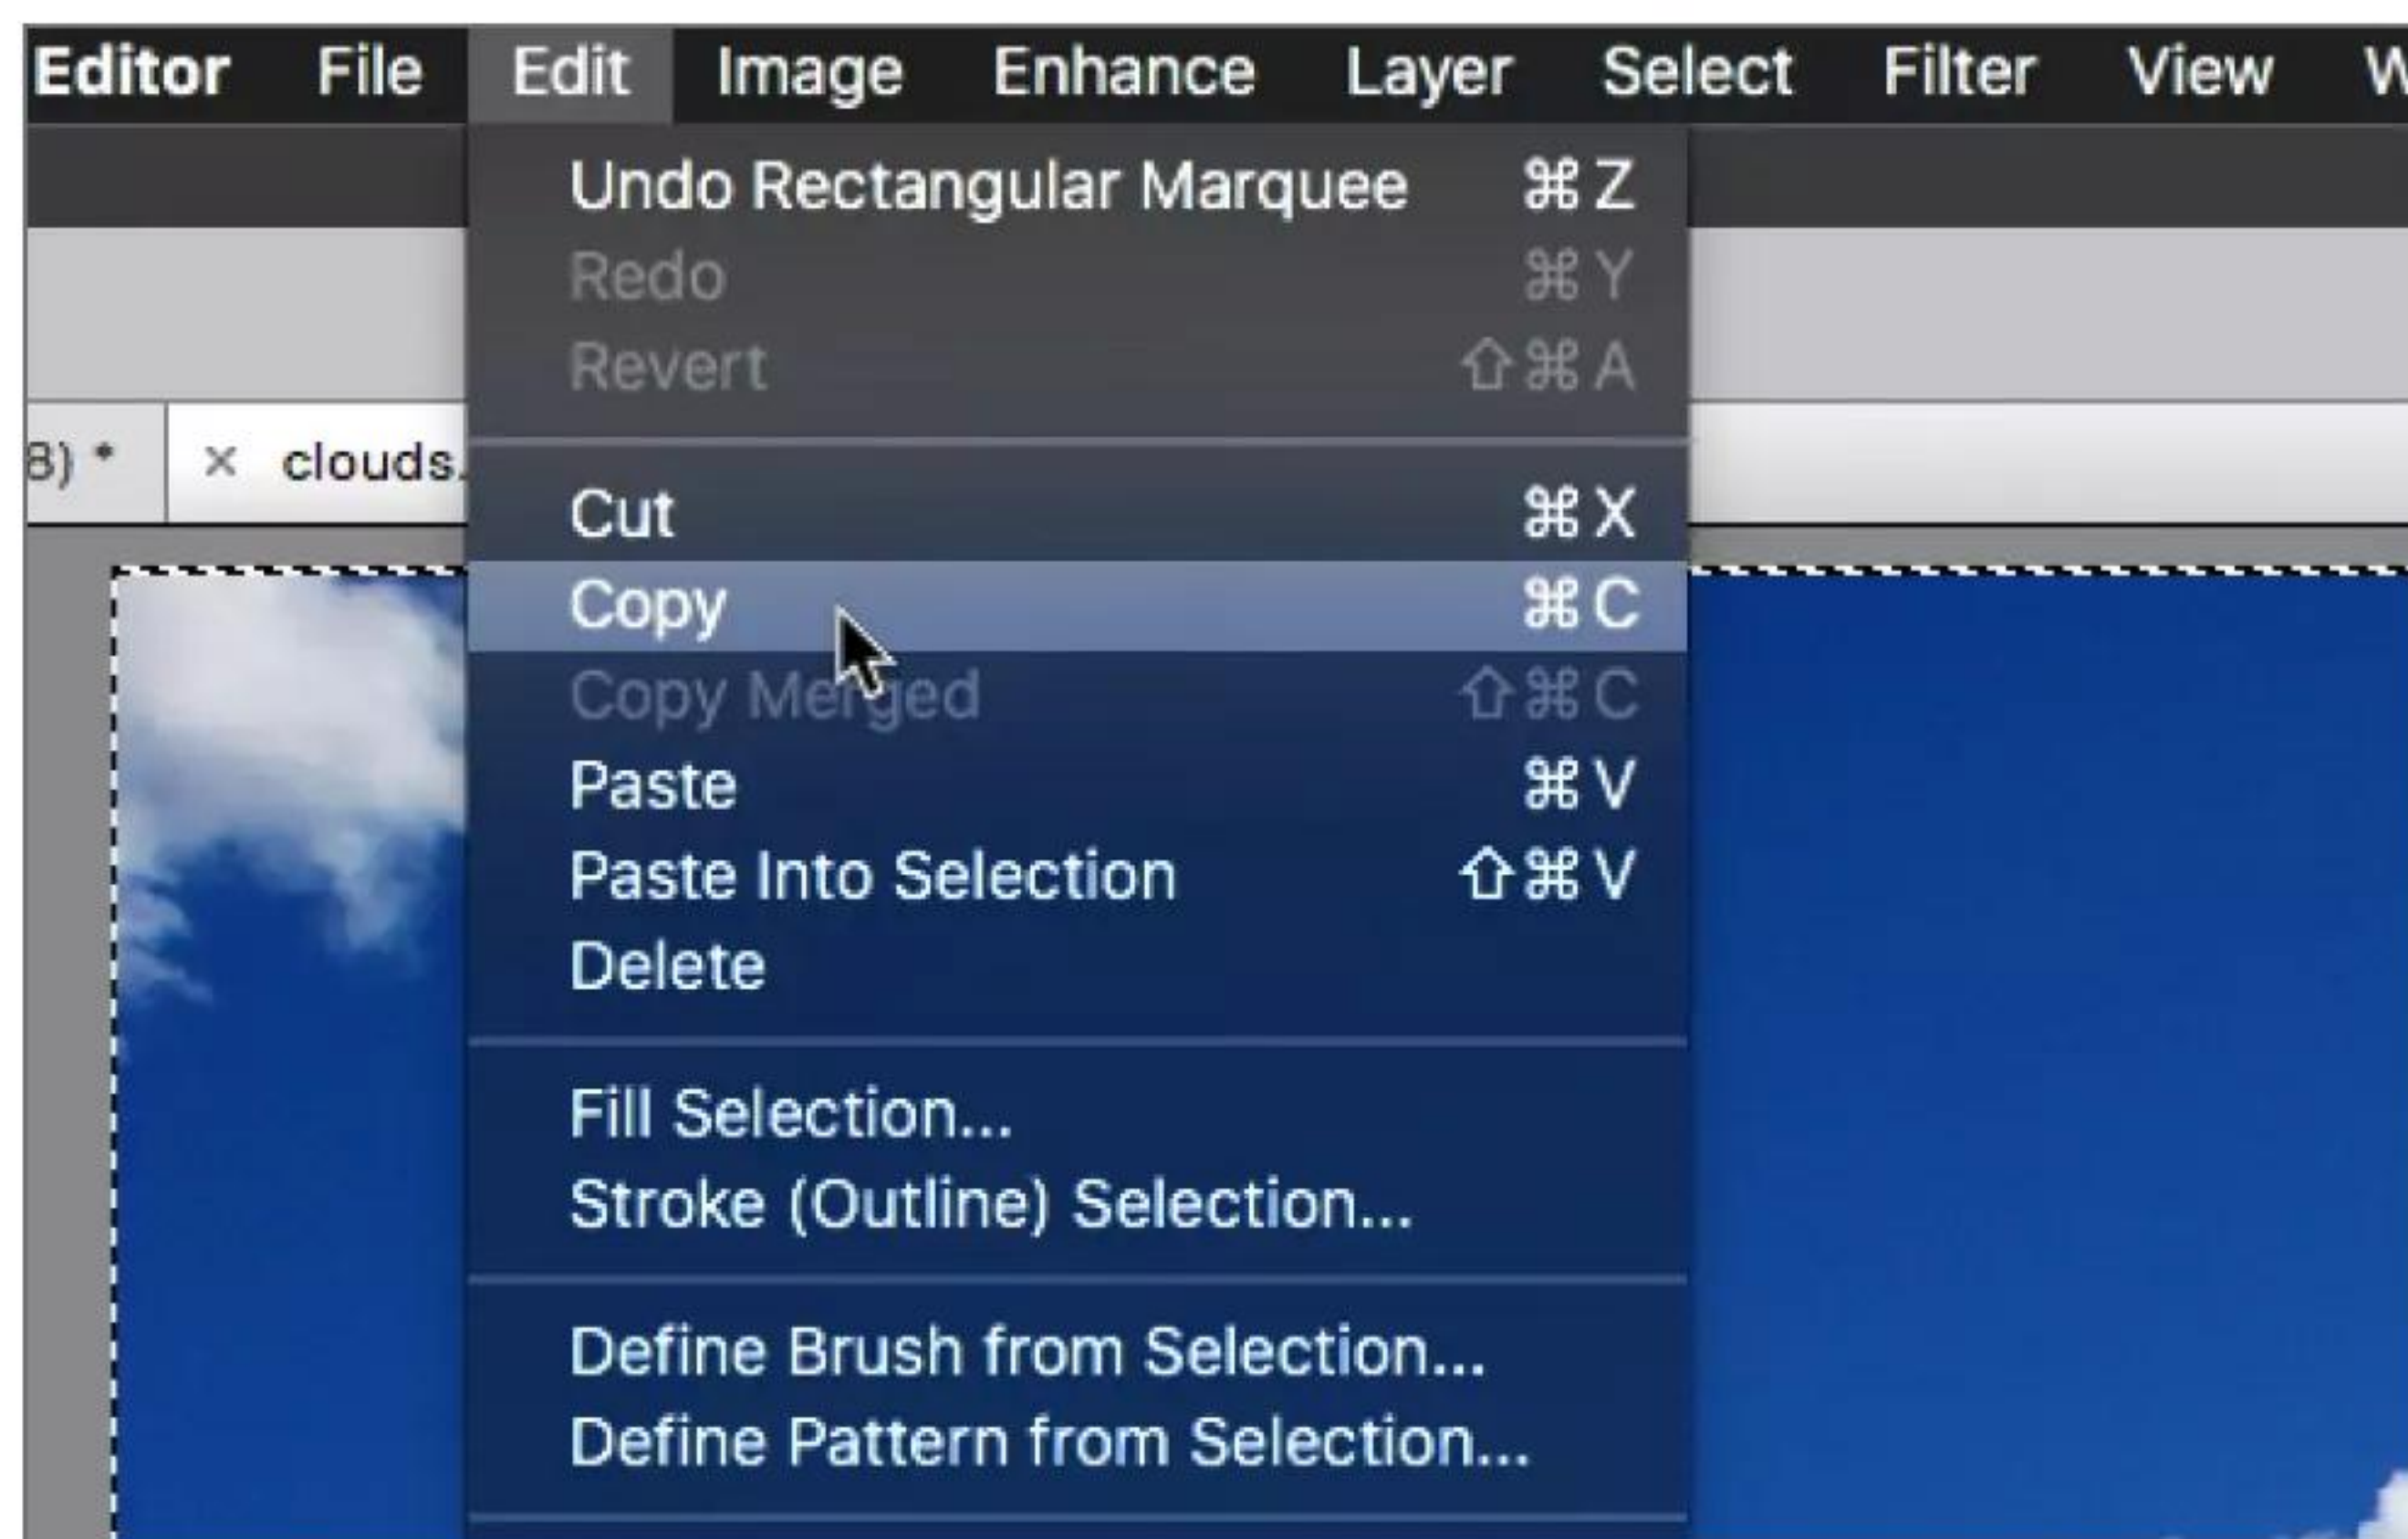 Editor File Edit Image Enhance Layer Select Filter View
Undo Rectangular Marquee ⌘Z
Redo ⌘Y
Revert ⇧⌘A
8) * × clouds.
Cut ⌘X
Copy ⌘C
Copy Merged ⇧⌘C
Paste ⌘V
Paste Into Selection ⇧⌘V
Delete
Fill Selection...
Stroke (Outline) Selection...
Define Brush from Selection...
Define Pattern from Selection...